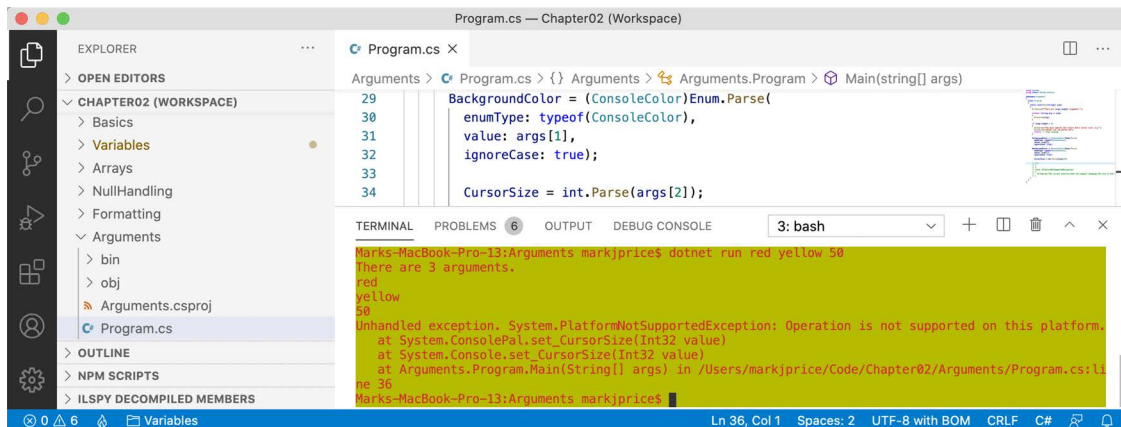 Program.cs — Chapter02 (Workspace)
EXPLORER
OPEN EDITORS
CHAPTER02 (WORKSPACE)
Basics
Variables
Arrays
NullHandling
Formatting
Arguments
bin
obj
Arguments.csproj
Program.cs
OUTLINE
NPM SCRIPTS
ILSPY DECOMPILED MEMBERS
C# Program.cs
Arguments > C# Program.cs > {} Arguments > Arguments.Program > Main(string[] args)
29 BackgroundColor = (ConsoleColor)Enum.Parse(
30 enumType: typeof(ConsoleColor),
31 value: args[1],
32 ignoreCase: true);
33
34 CursorSize = int.Parse(args[2]);
TERMINAL PROBLEMS 6 OUTPUT DEBUG CONSOLE 3: bash
Marks-MacBook-Pro-13:Arguments markjprice$ dotnet run red yellow 50
There are 3 arguments.
red
yellow
50
Unhandled exception. System.PlatformNotSupportedException: Operation is not supported on this platform.
at System.ConsolePal.set_CursorSize(Int32 value)
at System.Console.set_CursorSize(Int32 value)
at Arguments.Program.Main(String[] args) in /Users/markjprice/Code/Chapter02/Arguments/Program.cs:li
ne 36
Marks-MacBook-Pro-13:Arguments markjprice$
0 6 Variables Ln 36, Col 1 Spaces: 2 UTF-8 with BOM CRLF C#